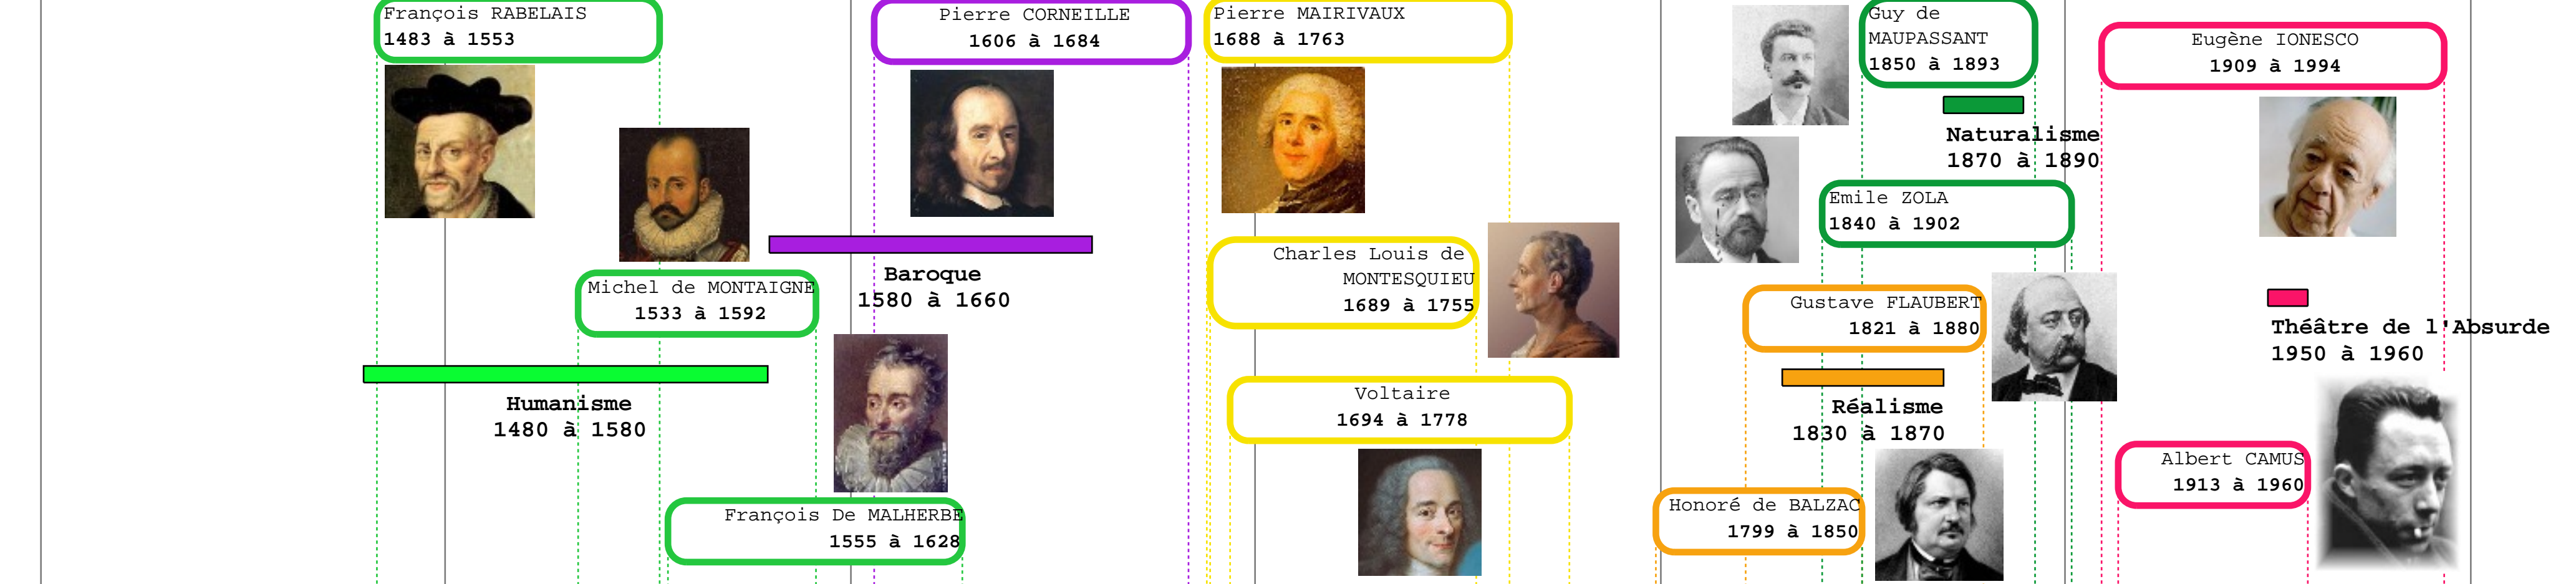 François RABELAIS
1483 à 1553
Pierre CORNEILLE
1606 à 1684
Pierre MAIRIVAUX
1688 à 1763
Guy de
MAUPASSANT
1850 à 1893
Eugène IONESCO
1909 à 1994
Naturalisme
1870 à 1890
Emile ZOLA
1840 à 1902
Michel de MONTAIGNE
1533 à 1592
Baroque
1580 à 1660
Charles Louis de
MONTESQUIEU
1689 à 1755
Gustave FLAUBERT
1821 à 1880
Théâtre de l'Absurde
1950 à 1960
Humanisme
1480 à 1580
Voltaire
1694 à 1778
Réalisme
1830 à 1870
Albert CAMUS
1913 à 1960
François De MALHERBE
1555 à 1628
Honoré de BALZAC
1799 à 1850